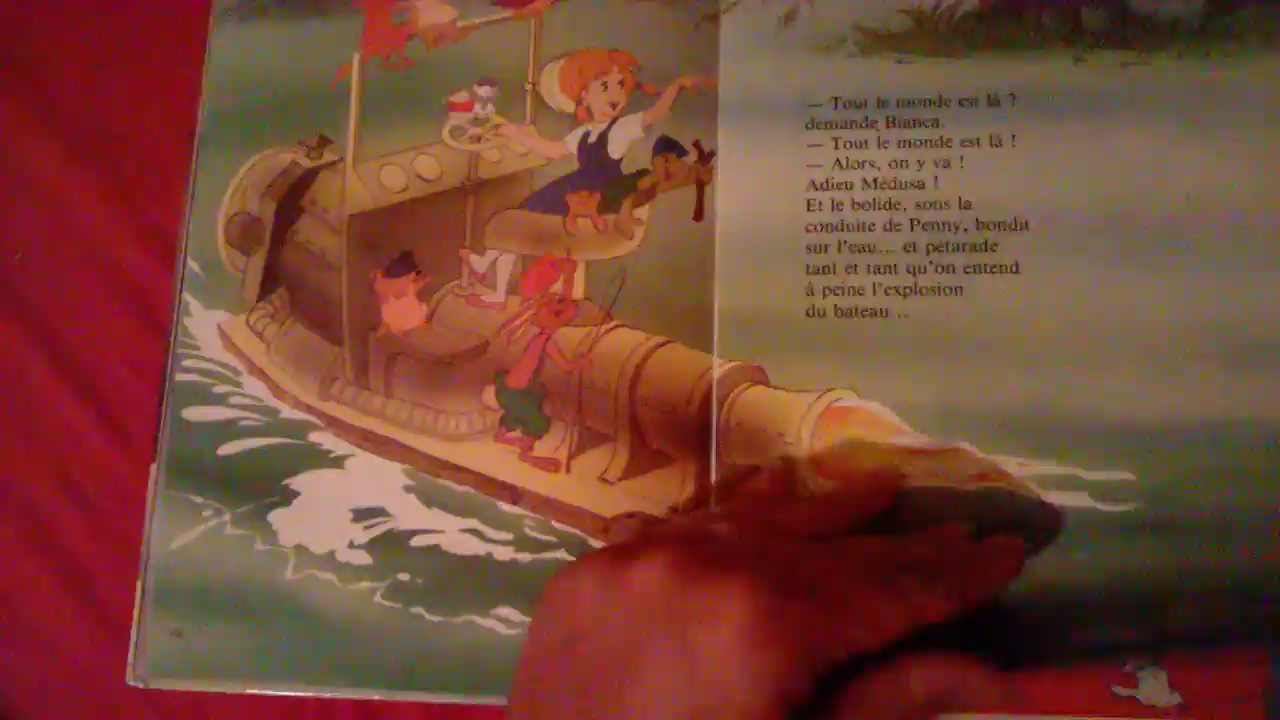 — Tout le monde est là ?
demande Bianca.
— Tout le monde est là !
— Alors, on y va !
Adieu Médusa !
Et le bolide, sous la
conduite de Penny, bondit
sur l'eau... et pétarade
tant et tant qu'on entend
à peine l'explosion
du bateau ...